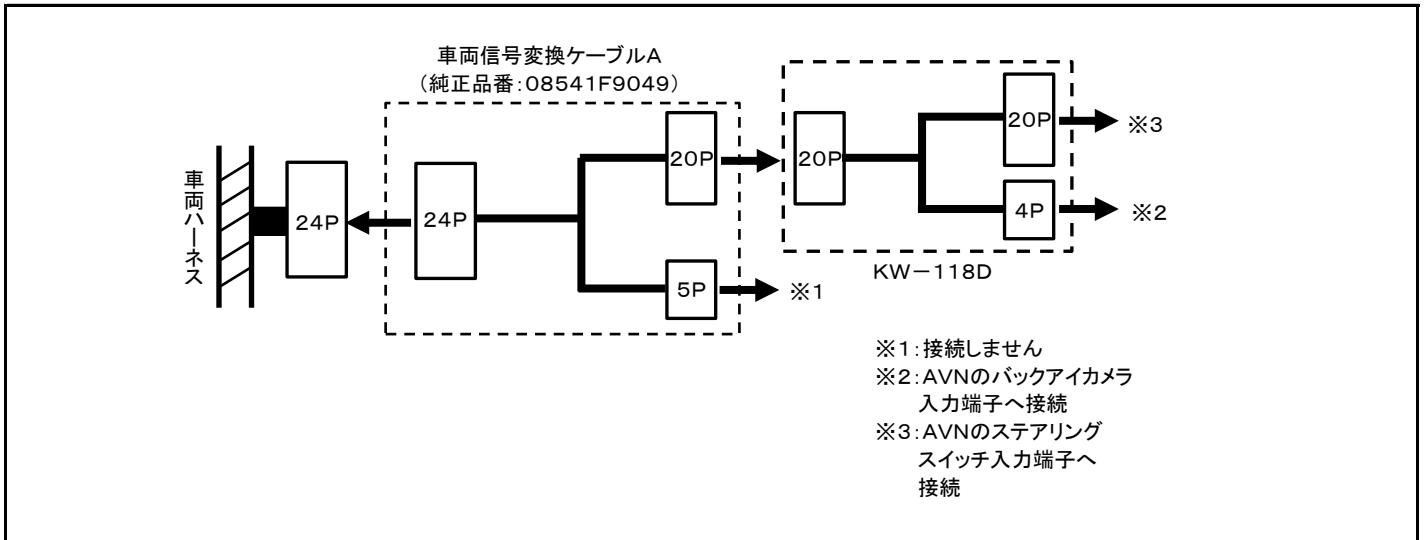 車両信号変換ケーブルA
（純正品番：08541F9049）
車両ハーネス
24P
24P
20P
5P
※1
20P
20P
※3
4P
※2
KW－118D
※1：接続しません
※2：AVNのバックアイカメラ
入力端子へ接続
※3：AVNのステアリング
スイッチ入力端子へ
接続